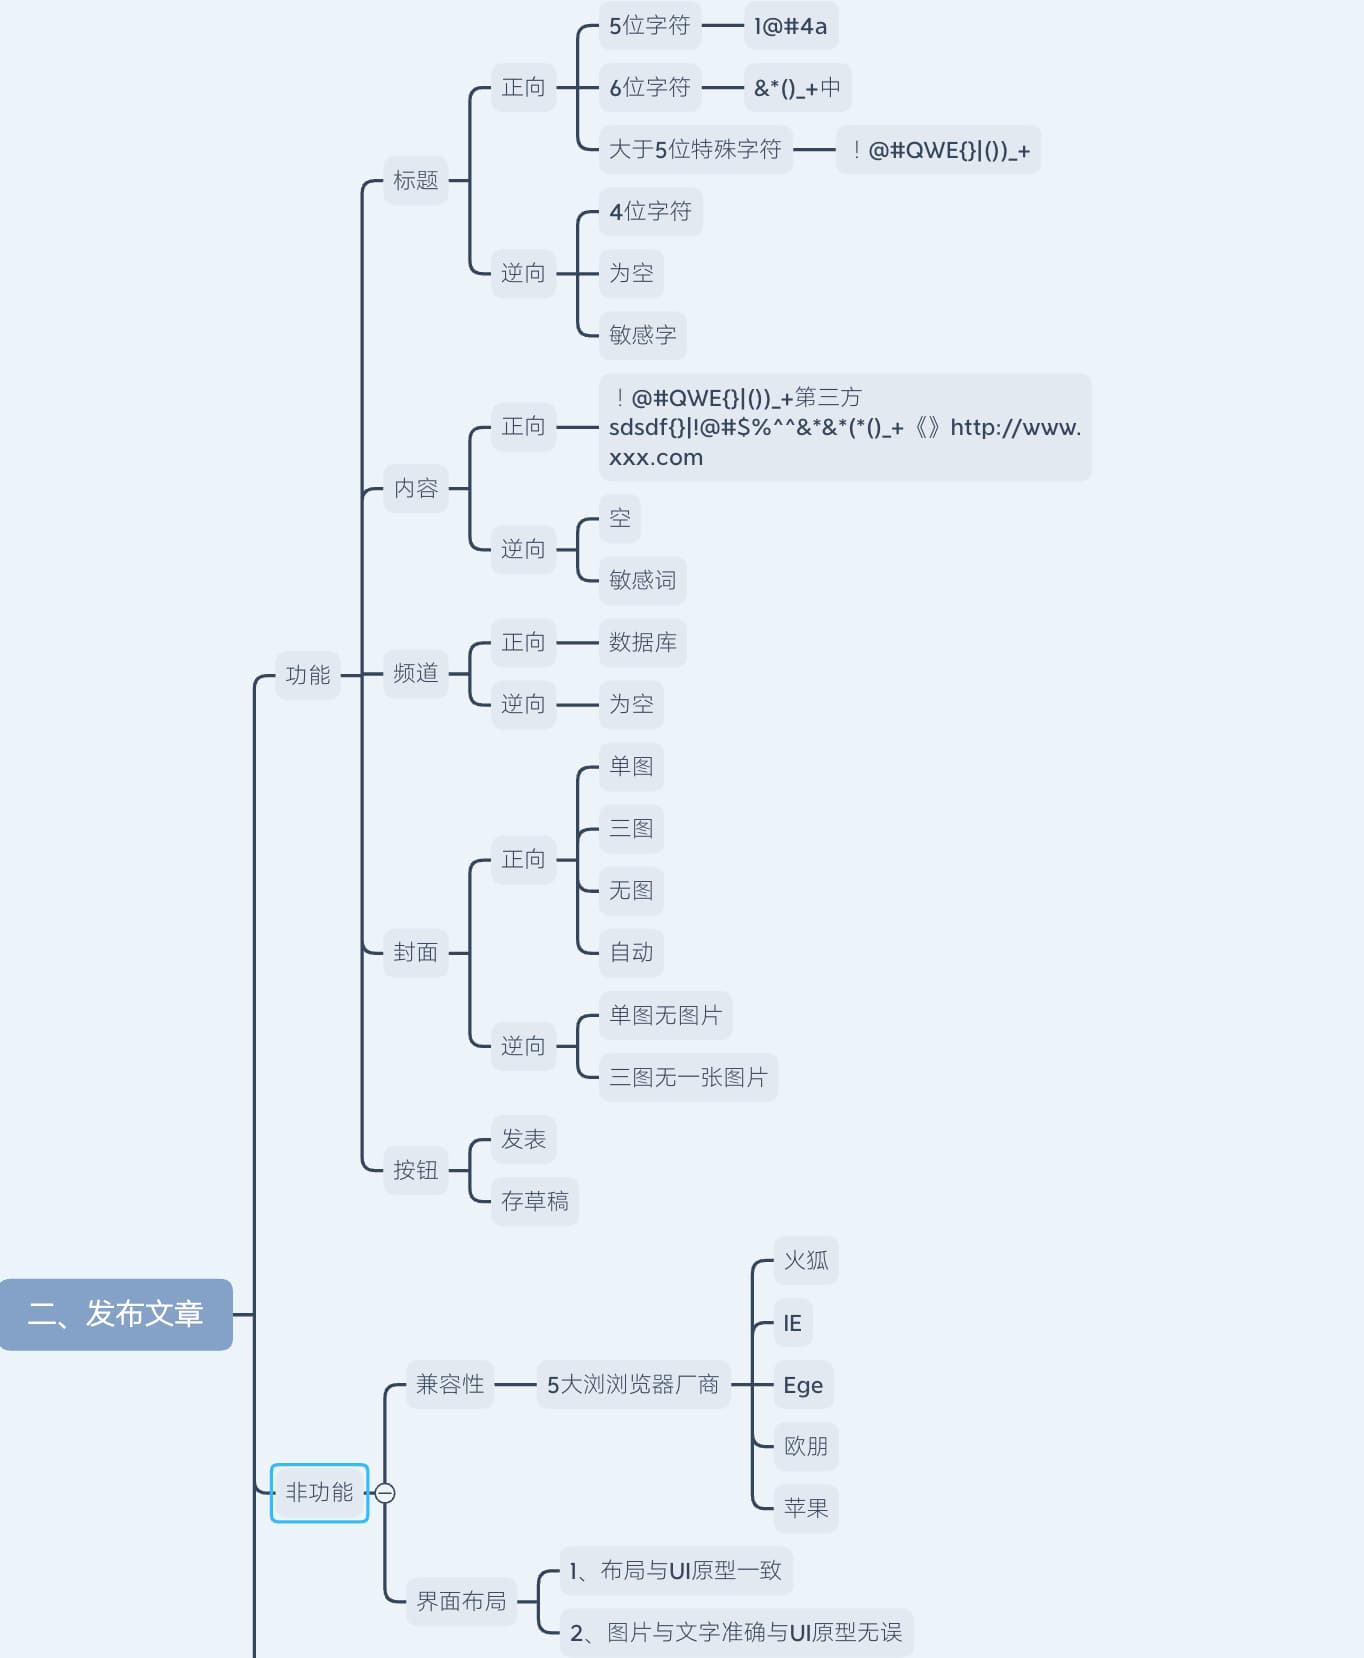 二、发布文章
功能
标题
正向
5位字符
1@#4a
6位字符
&*()_+中
大于5位特殊字符
！@#QWE{}|())_+
逆向
4位字符
为空
敏感字
内容
正向
！@#QWE{}|())_+第三方
sdsdf{}|!@#$%^^&*&*(*()_+《》http://www.
xxx.com
逆向
空
敏感词
频道
正向
数据库
逆向
为空
封面
正向
单图
三图
无图
自动
逆向
单图无图片
三图无一张图片
按钮
发表
存草稿
非功能
兼容性
5大浏浏览器厂商
火狐
IE
Ege
欧朋
苹果
界面布局
1、布局与UI原型一致
2、图片与文字准确与UI原型无误